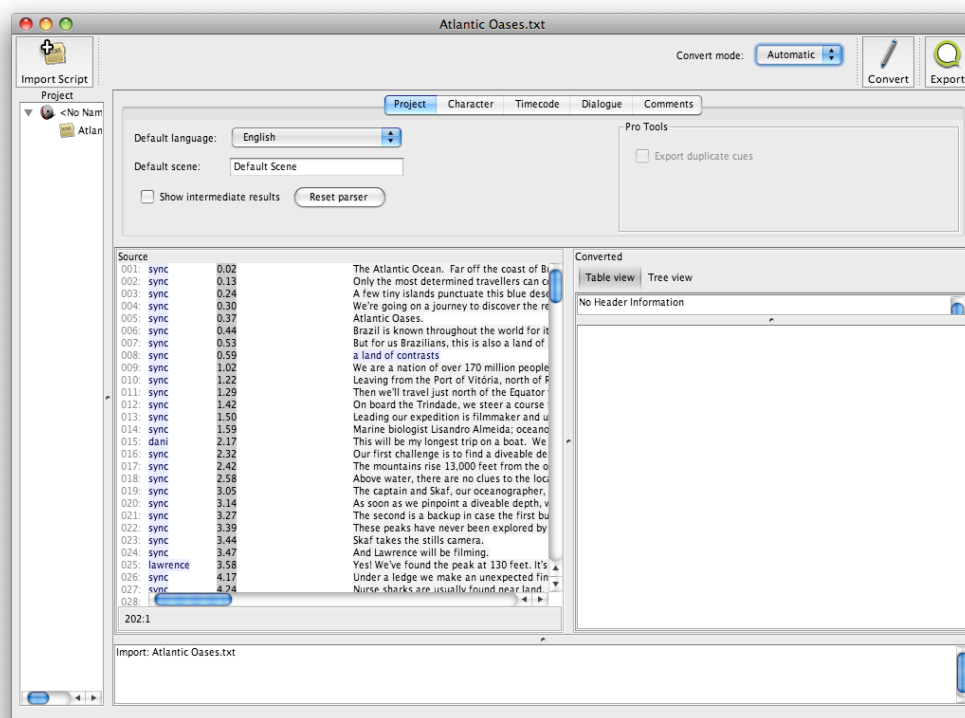 Atlantic Oases.txt
Import Script
Convert mode: Automatic
Convert
Export
Project
<No Nam
Atlan
Project Character Timecode Dialogue Comments
Default language: English
Default scene: Default Scene
Show intermediate results Reset parser
Pro Tools
Export duplicate cues
Source
001: sync 0.02 The Atlantic Ocean. Far off the coast of Br
002: sync 0.13 Only the most determined travellers can c
003: sync 0.24 A few tiny islands punctuate this blue dese
004: sync 0.30 We're going on a journey to discover the re
005: sync 0.37 Atlantic Oases.
006: sync 0.44 Brazil is known throughout the world for it
007: sync 0.53 But for us Brazilians, this is also a land of
008: sync 0.59 a land of contrasts
009: sync 1.02 We are a nation of over 170 million people
010: sync 1.22 Leaving from the Port of Vitória, north of R
011: sync 1.29 Then we'll travel just north of the Equator
012: sync 1.42 On board the Trindade, we steer a course
013: sync 1.50 Leading our expedition is filmmaker and u
014: sync 1.59 Marine biologist Lisandro Almeida; oceano
015: dani 2.17 This will be my longest trip on a boat. We
016: sync 2.32 Our first challenge is to find a diveable de
017: sync 2.42 The mountains rise 13,000 feet from the o
018: sync 2.58 Above water, there are no clues to the loca
019: sync 3.05 The captain and Skaf, our oceanographer,
020: sync 3.14 As soon as we pinpoint a diveable depth, w
021: sync 3.27 The second is a backup in case the first bu
022: sync 3.39 These peaks have never been explored by
023: sync 3.44 Skaf takes the stills camera.
024: sync 3.47 And Lawrence will be filming.
025: lawrence 3.58 Yes! We've found the peak at 130 feet. It's
026: sync 4.17 Under a ledge we make an unexpected fin
027: sync 4.24 Nurse sharks are usually found near land.
028:
202:1
Converted
Table view Tree view
No Header Information
Import: Atlantic Oases.txt